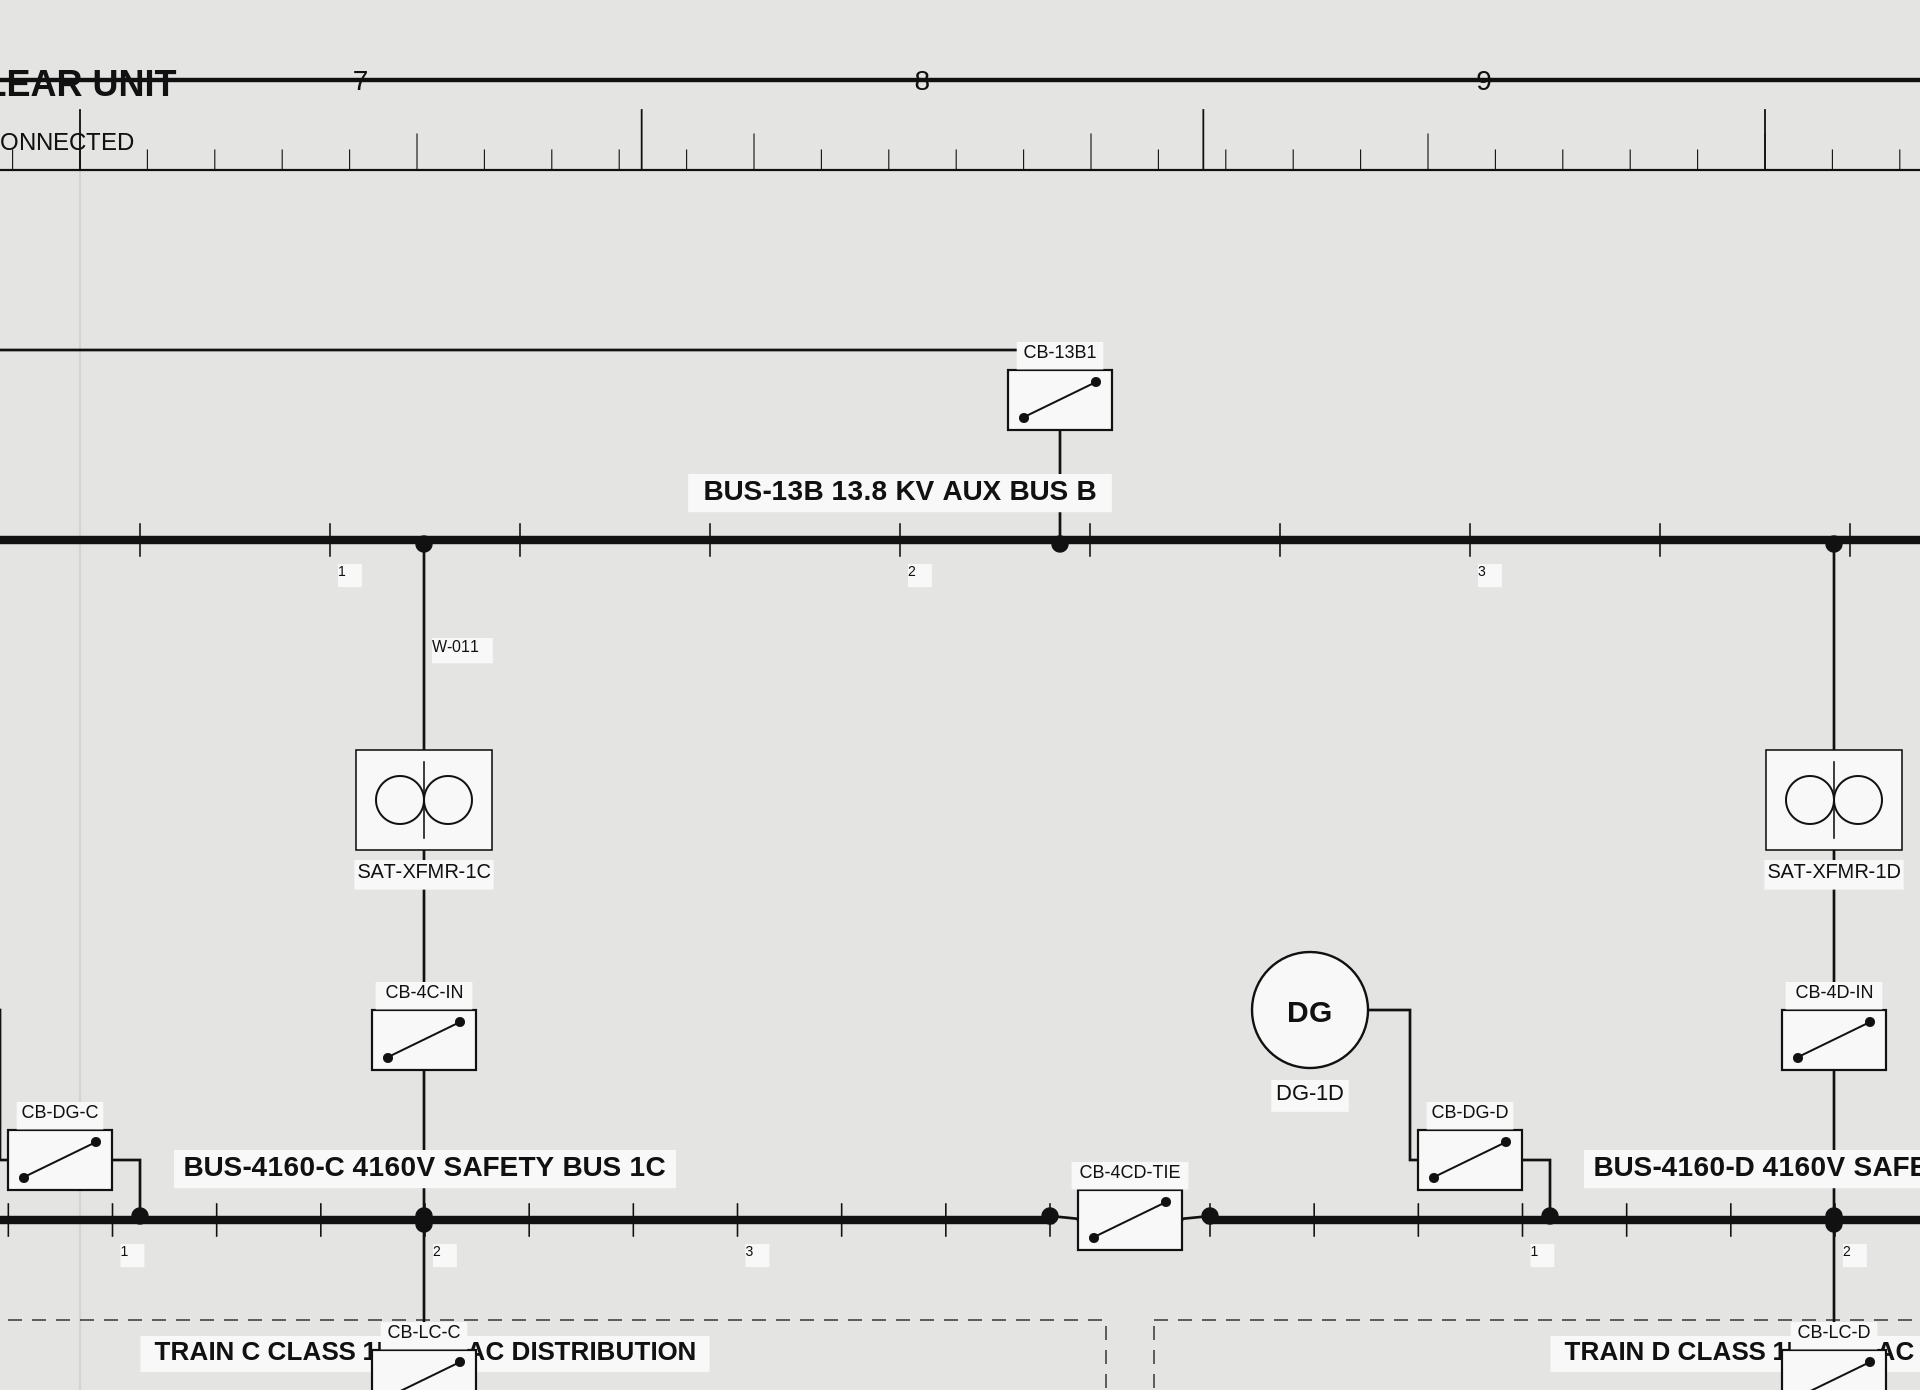 LEAR UNIT
7
8
9
ONNECTED
CB-13B1
BUS-13B 13.8 KV AUX BUS B
1
2
3
W-011
SAT-XFMR-1C
SAT-XFMR-1D
CB-4C-IN
CB-4D-IN
DG
DG-1D
CB-DG-C
CB-DG-D
BUS-4160-C 4160V SAFETY BUS 1C
CB-4CD-TIE
BUS-4160-D 4160V SAFE
1
2
3
1
2
CB-LC-C
CB-LC-D
TRAIN C CLASS 1 AC DISTRIBUTION
TRAIN D CLASS 1 AC